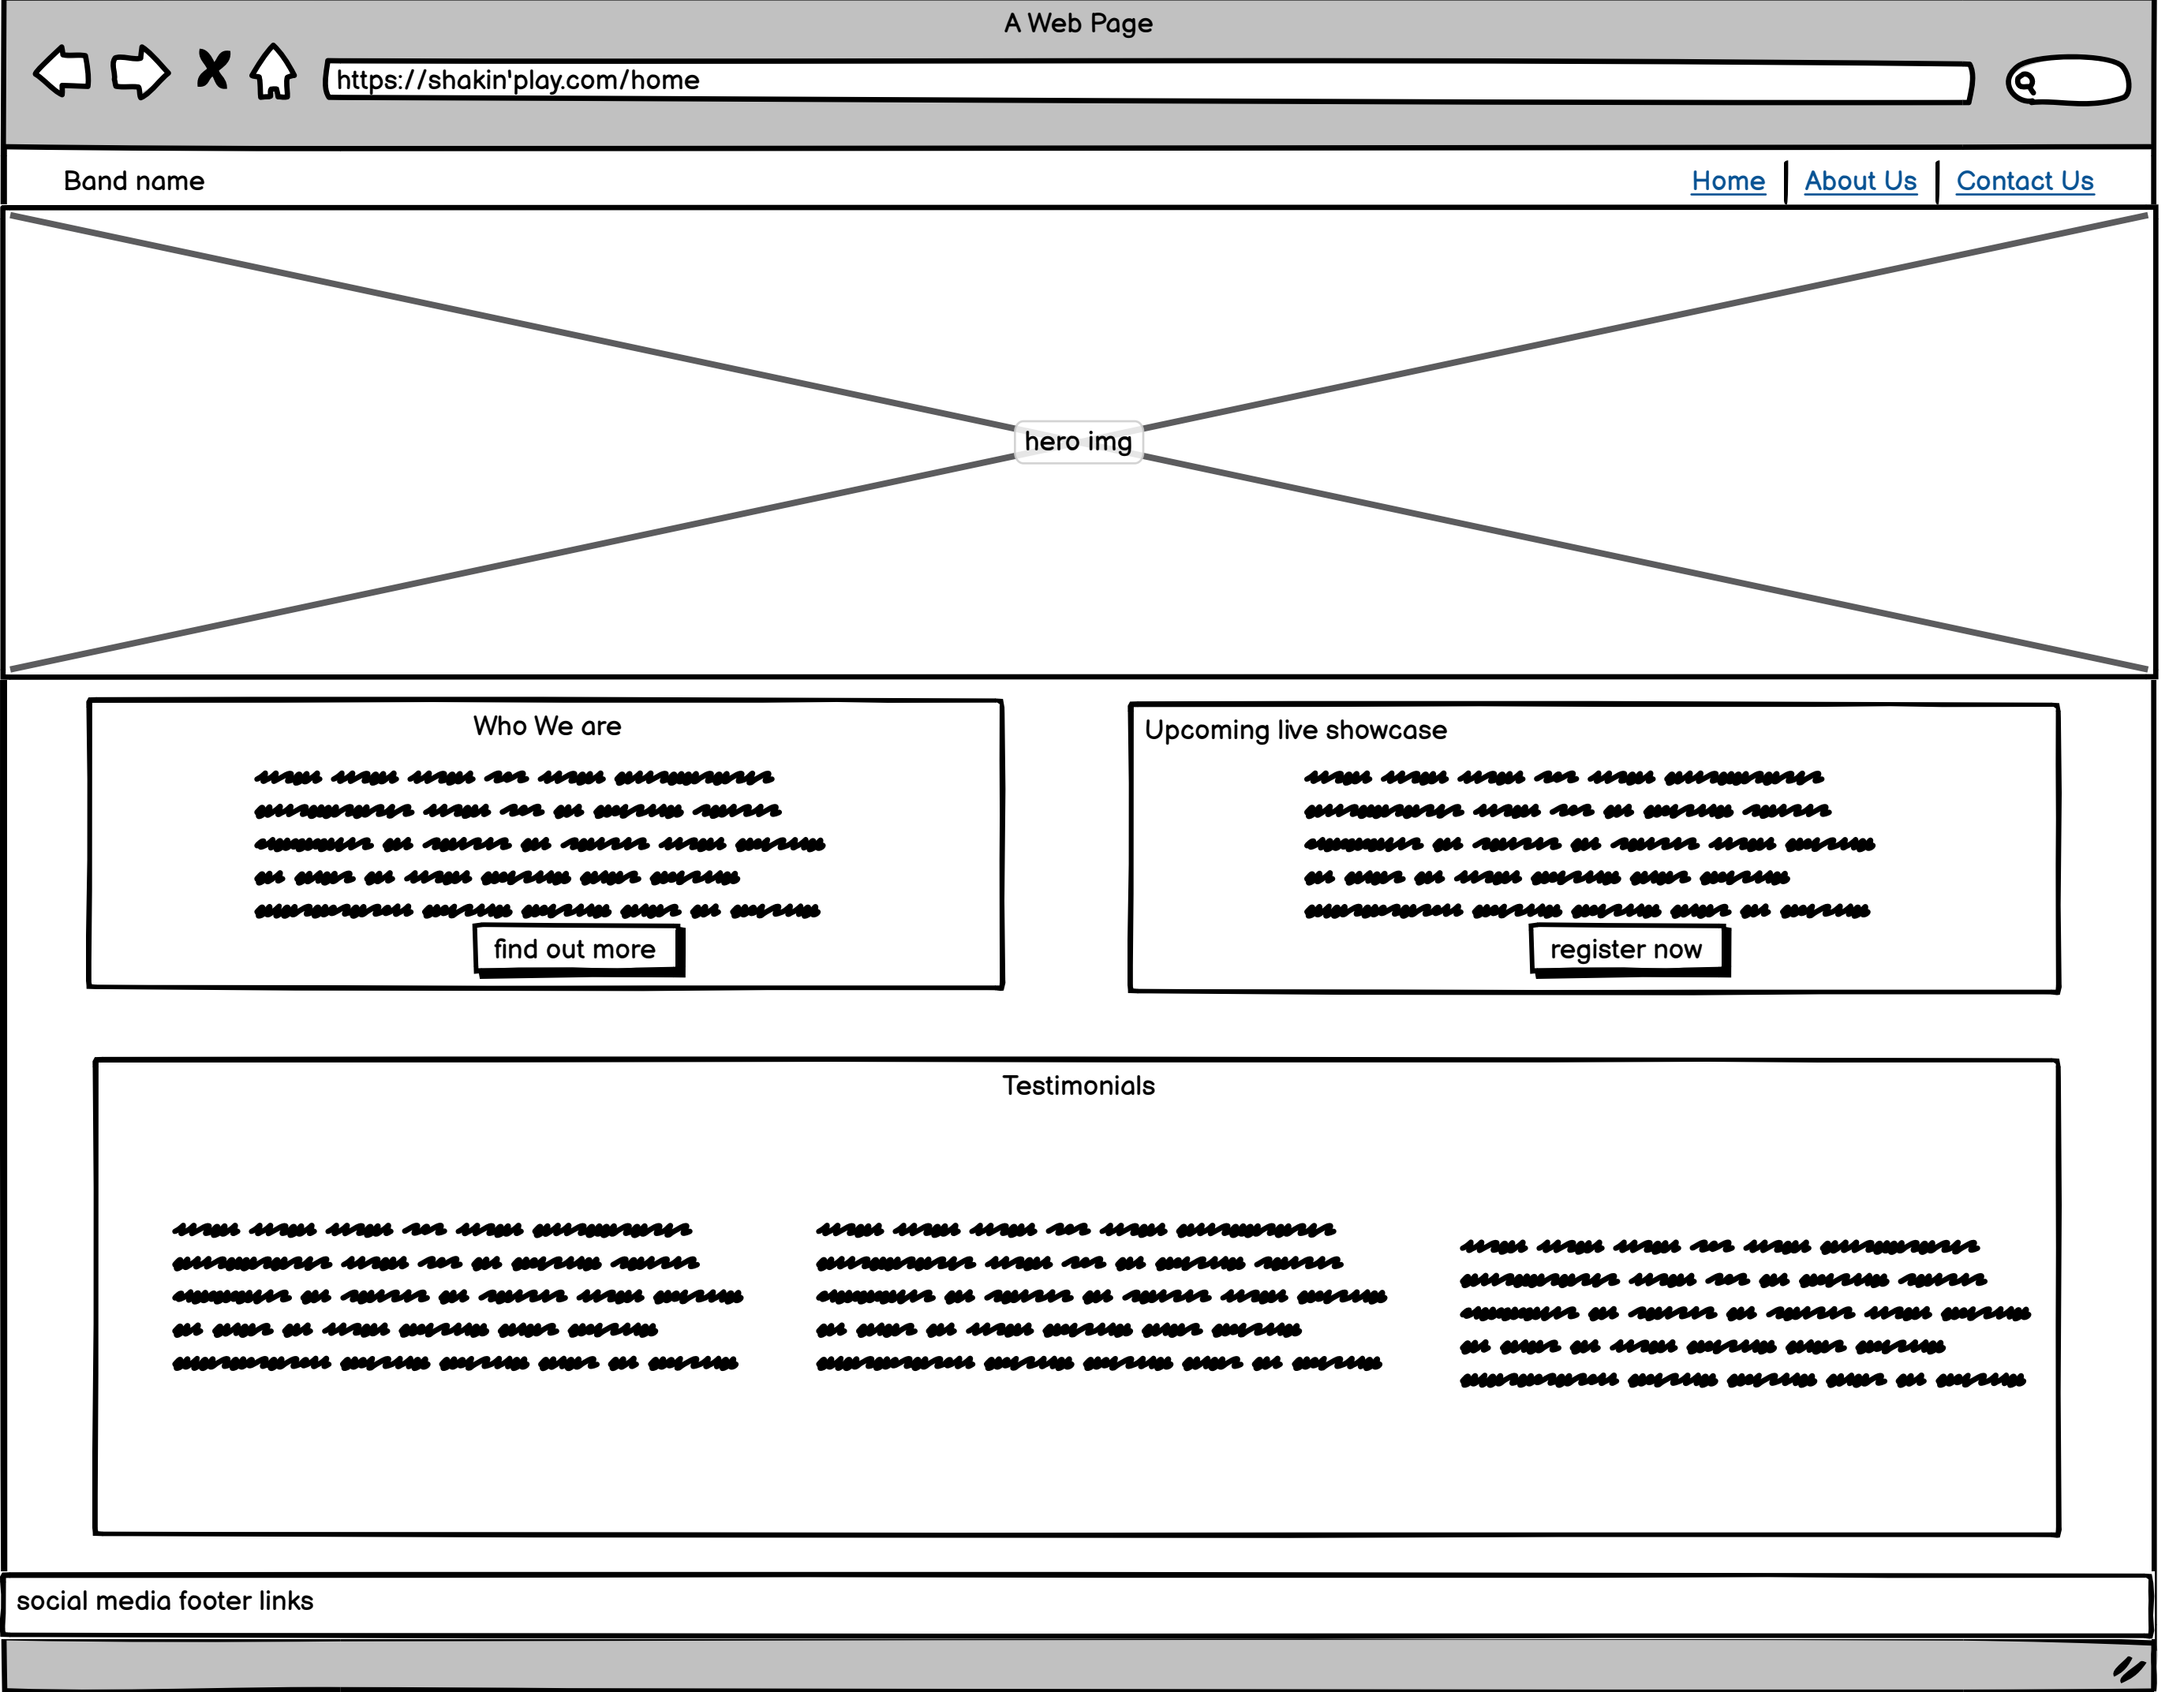 A Web Page
https://shakin'play.com/home
Band name
Home
About Us
Contact Us
hero img
Who We are
find out more
Upcoming live showcase
register now
Testimonials
social media footer links